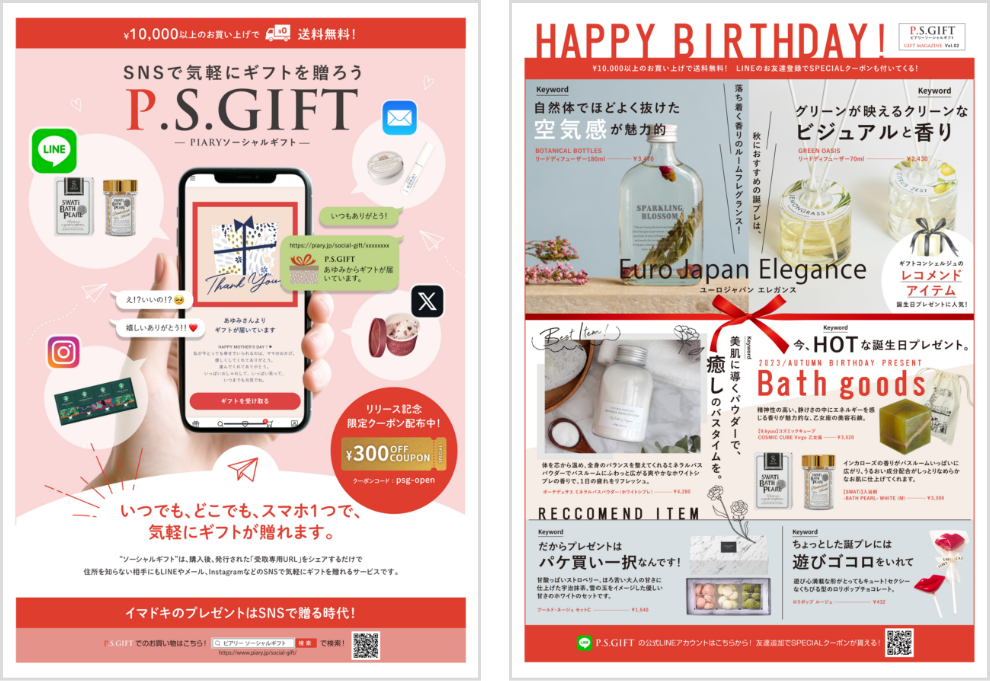 ¥10,000以上のお買い上げで ¥0 送料無料！
SNSで気軽にギフトを贈ろう
P.S.GIFT
— PIARYソーシャルギフト —
LINE
SWATi
BATH
PEARL
SWATi
BATH
PEARL
いつもありがとう！
https://piary.jp/social-gift/xxxxxxxx
P.S.GIFT
あゆみからギフトが届
いています。
Thank You
え!?いいの!?
嬉しいありがとう!!
あゆみさんより
ギフトが届いています
HAPPY MOTHER'S DAY！
ギフトを受け取る
X
リリース記念
限定クーポン配布中！
¥300 OFF
COUPON
クーポンコード：psg-open
いつでも、どこでも、スマホ1つで、
気軽にギフトが贈れます。
“ソーシャルギフト”は、購入後、発行された「受取専用URL」をシェアするだけで
住所を知らない相手にもLINEやメール、InstagramなどのSNSで気軽にギフトを贈れるサービスです。
イマドキのプレゼントはSNSで贈る時代！
P.S.GIFT でのお買い物はこちら！ ピアリー ソーシャルギフト 検索 で検索！
https://www.piary.jp/social-gift/
HAPPY BIRTHDAY!
P.S.GIFT
ピアリーソーシャルギフト
GIFT MAGAZINE Vol.02
¥10,000以上のお買い上げで送料無料！ LINEのお友達登録でSPECIALクーポンも付いてくる！
Keyword
自然体でほどよく抜けた
空気感が魅力的
BOTANICAL BOTTLES
リードディフューザー180ml
落ち着く香りのルームフレグランス！
秋におすすめの誕プレは、
Keyword
グリーンが映えるクリーンな
ビジュアルと香り
GREEN OASIS
リードディフューザー70ml ¥2,430
SPARKLING
BLOSSOM
LEMONGRASS
ギフトコンシェルジュの
レコメンド
アイテム
誕生日プレゼントに人気！
Euro Japan Elegance
ユーロジャパン エレガンス
Best Item!
Keyword
美肌に導くパウダーで、
癒しのバスタイムを。
体を芯から温め、全身のバランスを整えてくれるミネラルバス
パウダーでバスルームにふわっと広がる爽やかなホワイトシ
プレの香りで、1日の疲れをリフレッシュ。
ボーテデュサエ ミネラルバスパウダー(ホワイトシプレ) ¥4,280
Keyword
今、HOTな誕生日プレゼント。
2023/AUTUMN BIRTHDAY PRESENT
Bath goods
精神性の高い、静けさの中にエネルギーを感
じる香りが魅力的な、乙女座の美容石鹸。
COSMIC CUBE Virgo 乙女座 ¥3,520
SWATi
BATH
PEARL
インカローズの香りがバスルームいっぱいに
広がり、うるおい成分配合がしっとりなめらか
なお肌に仕上げてくれます。
【SWATi】入浴剤
-BATH PEARL- WHITE (M)
RECCOMEND ITEM
Keyword
だからプレゼントは
パケ買い一択なんです！
甘酸っぱいストロベリー、ほろ苦い大人の甘さに
仕上げた宇治抹茶、雪の玉をイメージした優しい
甘さのホワイトのセットです。
ブールド・ネージュ セットC ¥1,540
Keyword
ちょっとした誕プレには
遊びゴコロをいれて
遊び心満載な形がとてもキュート！セクシー
なくちびる型のロリポップチョコレート。
ロリポップ ルージュ ¥432
LINE P.S.GIFT の公式LINEアカウントはこちらから！ 友達追加でSPECIALクーポンが貰える！